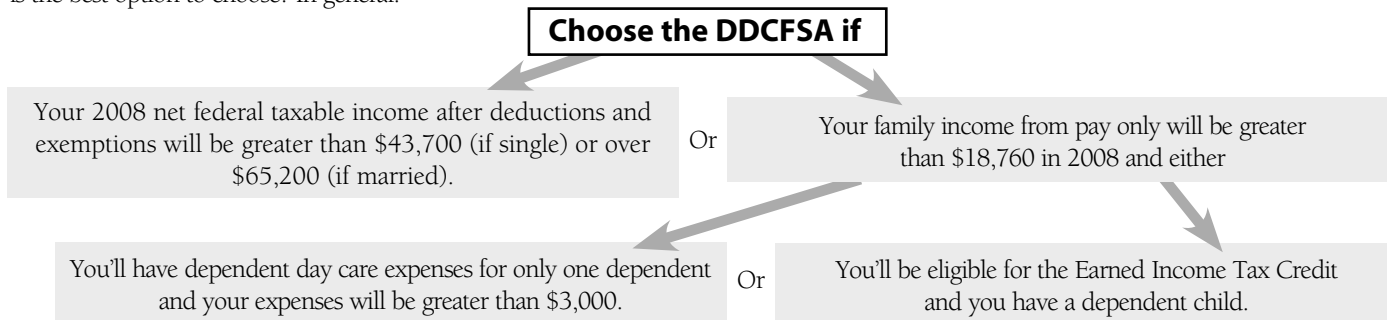 is the best option to choose? In general:
Choose the DDCFSA if
Your 2008 net federal taxable income after deductions and
exemptions will be greater than $43,700 (if single) or over
$65,200 (if married).
Or
Your family income from pay only will be greater
than $18,760 in 2008 and either
You'll have dependent day care expenses for only one dependent
and your expenses will be greater than $3,000.
Or
You'll be eligible for the Earned Income Tax Credit
and you have a dependent child.